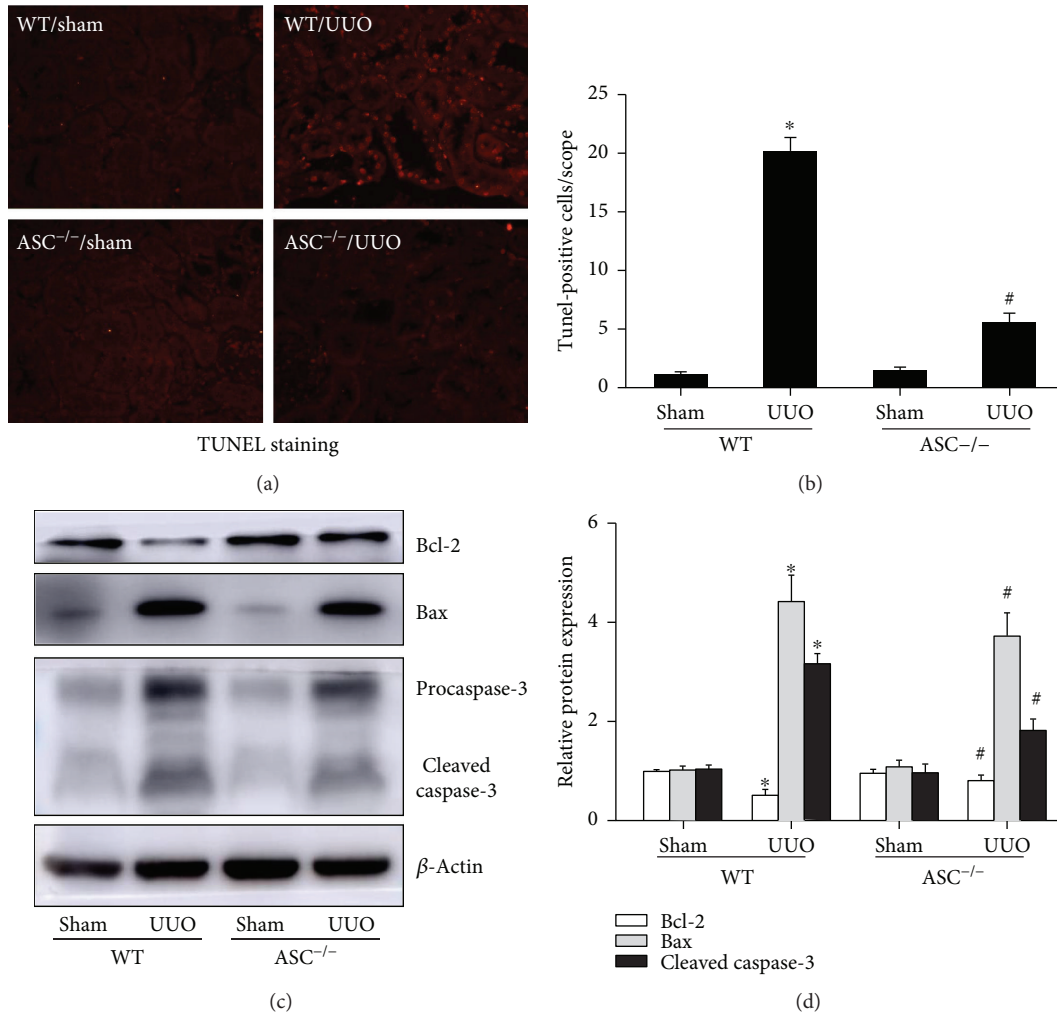 WT/sham
WT/UUO
ASC−/−/sham
ASC−/−/UUO
TUNEL staining
(a)
Tunel-positive cells/scope
25
20
15
10
5
0
*
#
Sham
UUO
Sham
UUO
WT
ASC−/−
(b)
Bcl-2
Bax
Procaspase-3
Cleaved
caspase-3
β-Actin
Sham
UUO
Sham
UUO
WT
ASC−/−
(c)
Relative protein expression
6
4
2
0
*
*
*
#
#
#
Sham
UUO
Sham
UUO
WT
ASC−/−
Bcl-2
Bax
Cleaved caspase-3
(d)